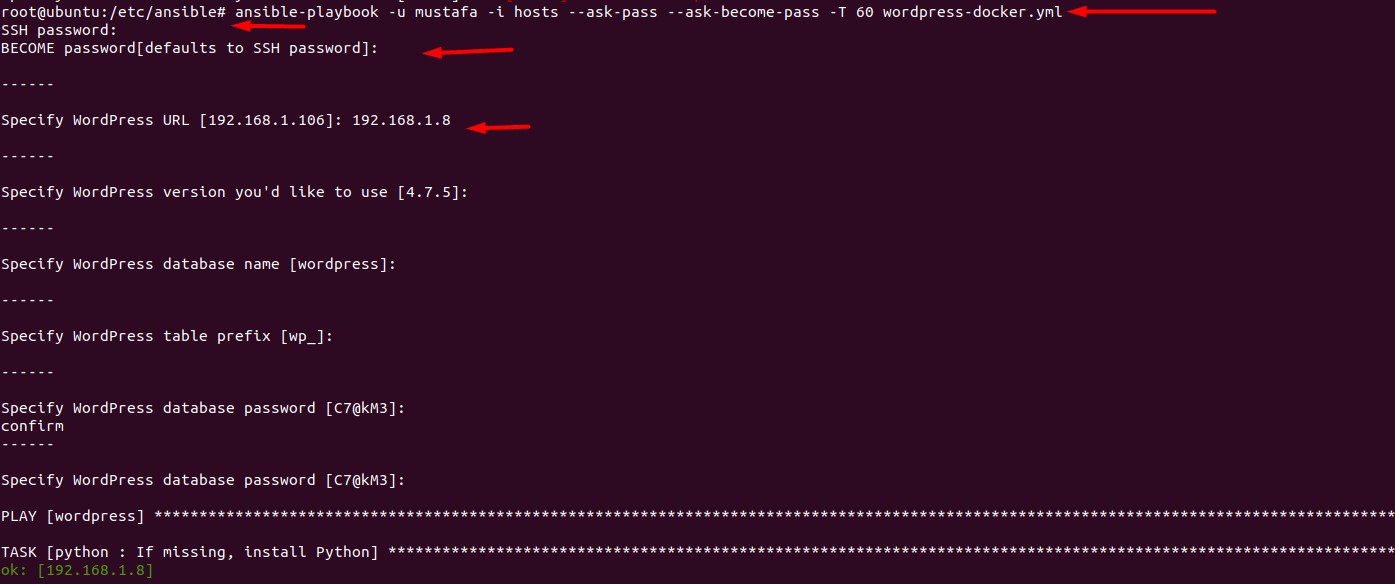 root@ubuntu:/etc/ansible# ansible-playbook -u mustafa -i hosts --ask-pass --ask-become-pass -T 60 wordpress-docker.yml
SSH password:
BECOME password[defaults to SSH password]:
------
Specify WordPress URL [192.168.1.106]: 192.168.1.8
------
Specify WordPress version you'd like to use [4.7.5]:
------
Specify WordPress database name [wordpress]:
------
Specify WordPress table prefix [wp_]:
------
Specify WordPress database password [C7@kM3]:
confirm
------
Specify WordPress database password [C7@kM3]:
PLAY [wordpress] ******************************************************************************************************************************************
TASK [python : If missing, install Python] ****************************************************************************************************************
ok: [192.168.1.8]